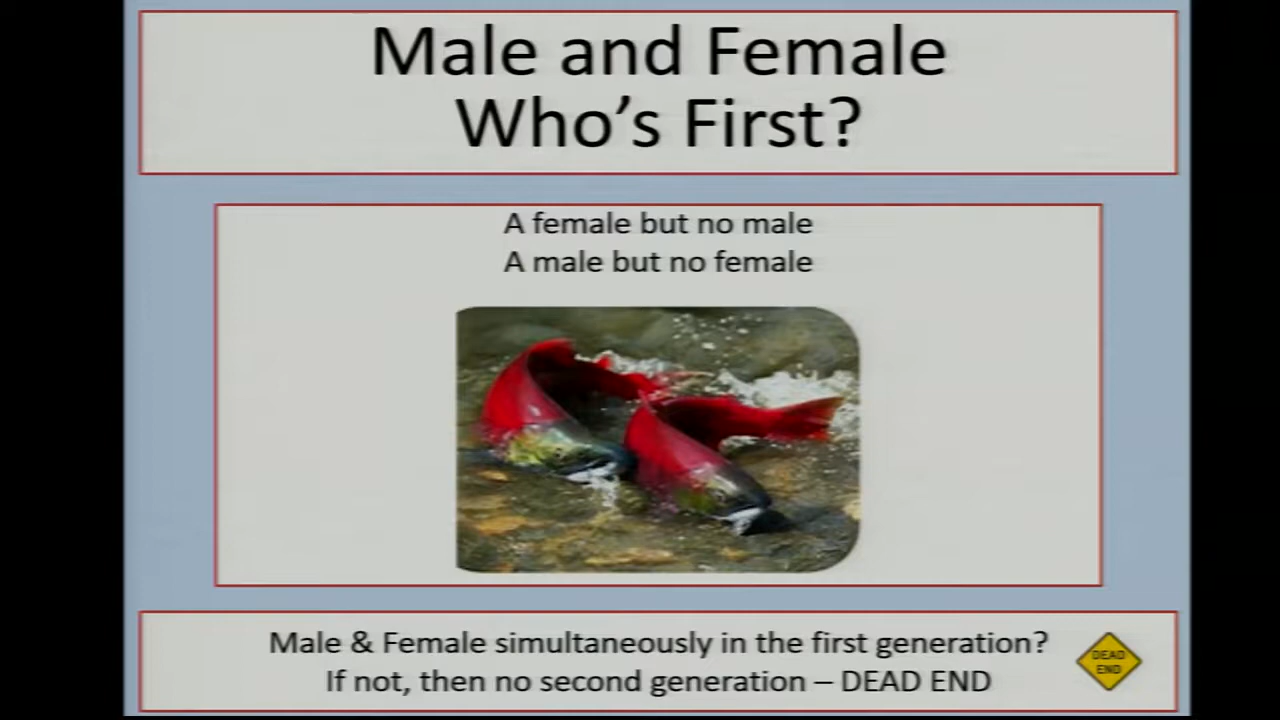 Male and Female
Who's First?
A female but no male
A male but no female
Male & Female simultaneously in the first generation?
If not, then no second generation – DEAD END
DEAD
END